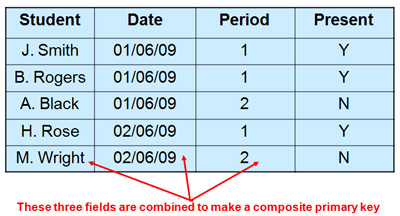 Student Date Period Present
J. Smith 01/06/09 1 Y
B. Rogers 01/06/09 1 Y
A. Black 01/06/09 2 N
H. Rose 02/06/09 1 Y
M. Wright 02/06/09 2 N
These three fields are combined to make a composite primary key